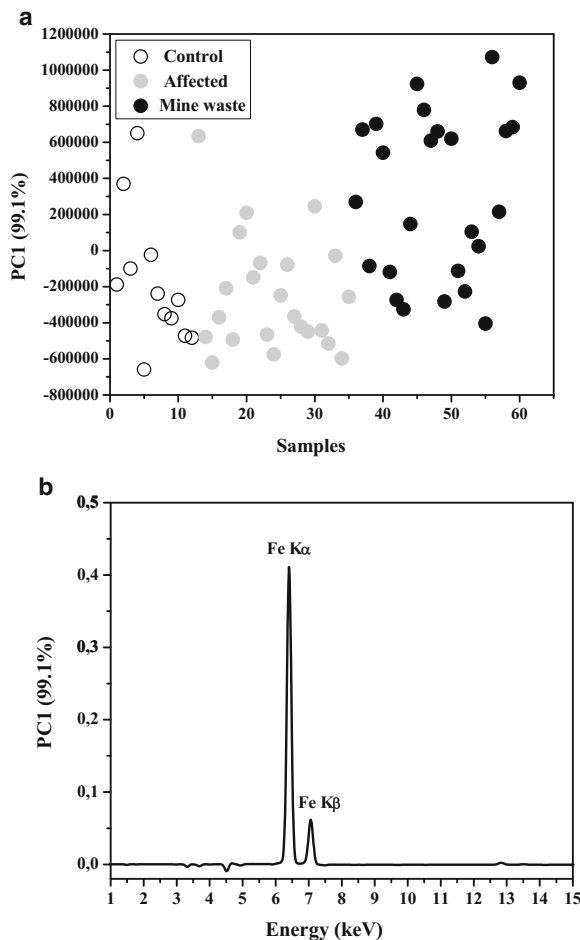 a
1200000
1000000
800000
600000
400000
200000
0
-200000
-400000
-600000
-800000
PC1 (99.1%)
Control
Affected
Mine waste
0 10 20 30 40 50 60
Samples
b
0,5
0,4
0,3
0,2
0,1
0,0
PC1 (99.1%)
Fe Kα
Fe Kβ
1 2 3 4 5 6 7 8 9 10 11 12 13 14 15
Energy (keV)